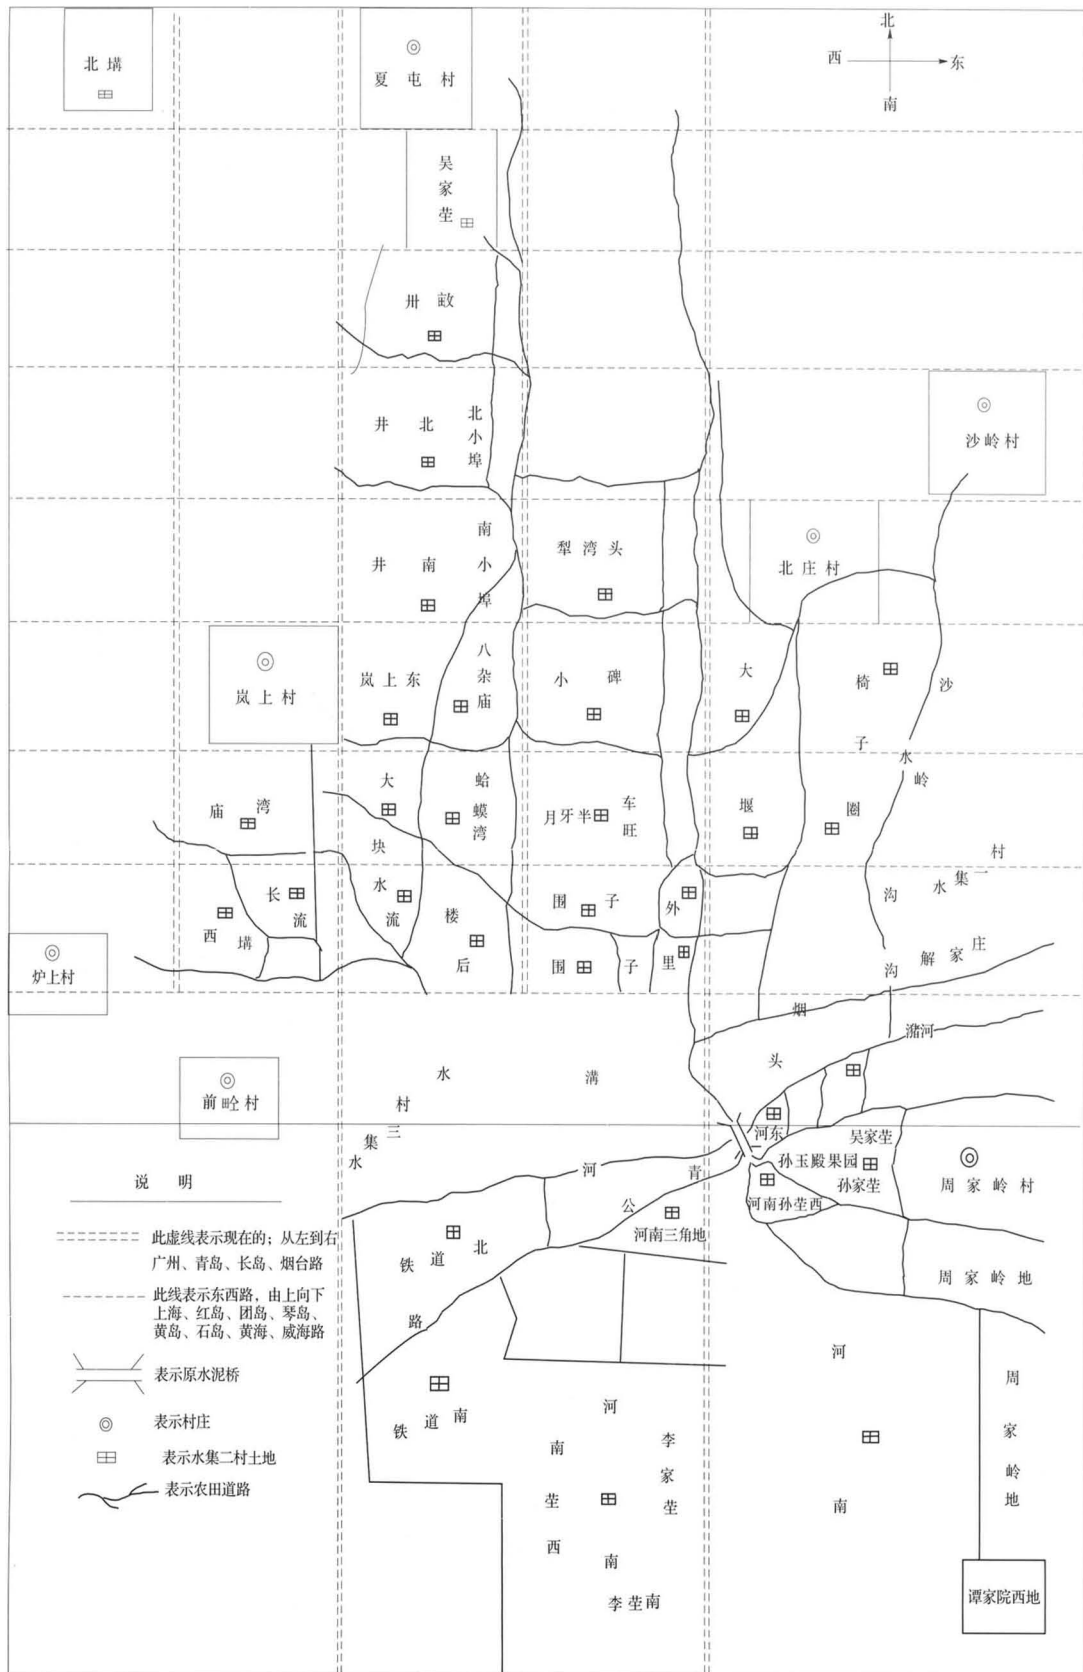 北
西
东
南
北塂
夏屯村
吴家茔
卅畝
井北
北小埠
沙岭村
井南
南小埠
犁湾头
北庄村
岚上村
岚上东
八杂庙
小碑
大堰
椅子圈
沙岭沟
水沟
庙湾
大块
蛤蟆湾
月牙半
车旺
长流
水流
西塂
楼后
围子外
围子里
水集一村
解家庄
炉上村
前哐村
水沟
烟头
潴河
水集三村
河东
吴家茔
孙玉殿果园
孙家茔
周家岭村
河南孙茔西
河
青
公
路
河南三角地
铁道北
周家岭地
铁道南
河南茔西
河南
李家茔
李茔南
河南
周家岭地
谭家院西地
说明
此虚线表示现在的；从左到右
广州、青岛、长岛、烟台路
此线表示东西路，由上向下
上海、红岛、团岛、琴岛、
黄岛、石岛、黄海、威海路
表示原水泥桥
表示村庄
表示水集二村土地
表示农田道路